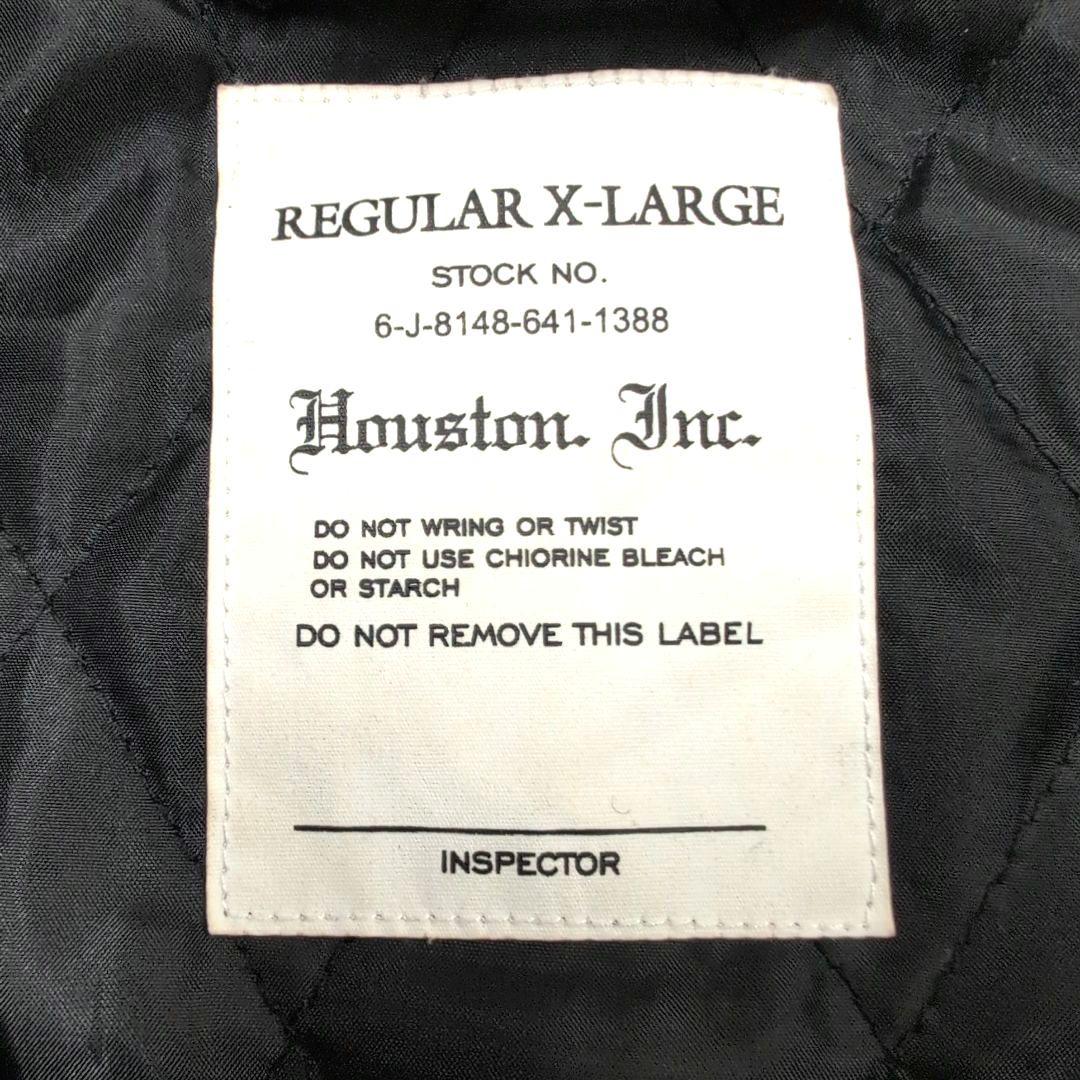 REGULAR X-LARGE
STOCK NO.
6-J-8148-641-1388
Houston. Inc.
DO NOT WRING OR TWIST
DO NOT USE CHIORINE BLEACH
OR STARCH
DO NOT REMOVE THIS LABEL
INSPECTOR